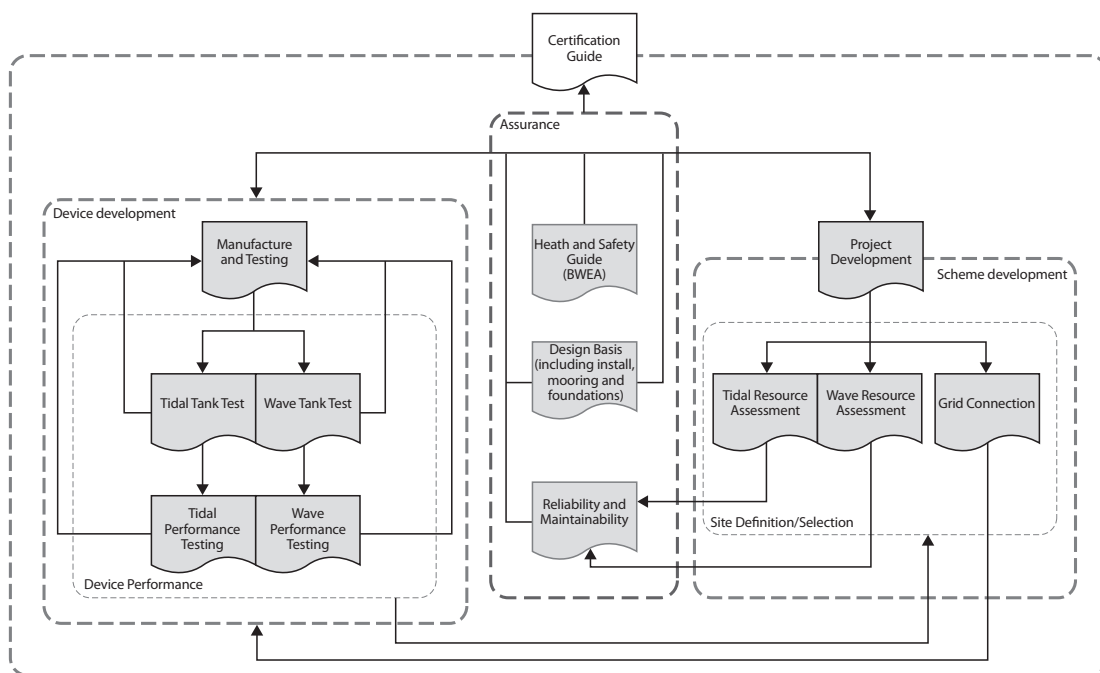 Certification
Guide
Assurance
Device development
Manufacture
and Testing
Heath and Safety
Guide
(BWEA)
Project
Development
Scheme development
Design Basis
(including install,
mooring and
foundations)
Tidal Tank Test
Wave Tank Test
Tidal Resource
Assessment
Wave Resource
Assessment
Grid Connection
Tidal
Performance
Testing
Wave
Performance
Testing
Reliability and
Maintainability
Site Definition/Selection
Device Performance